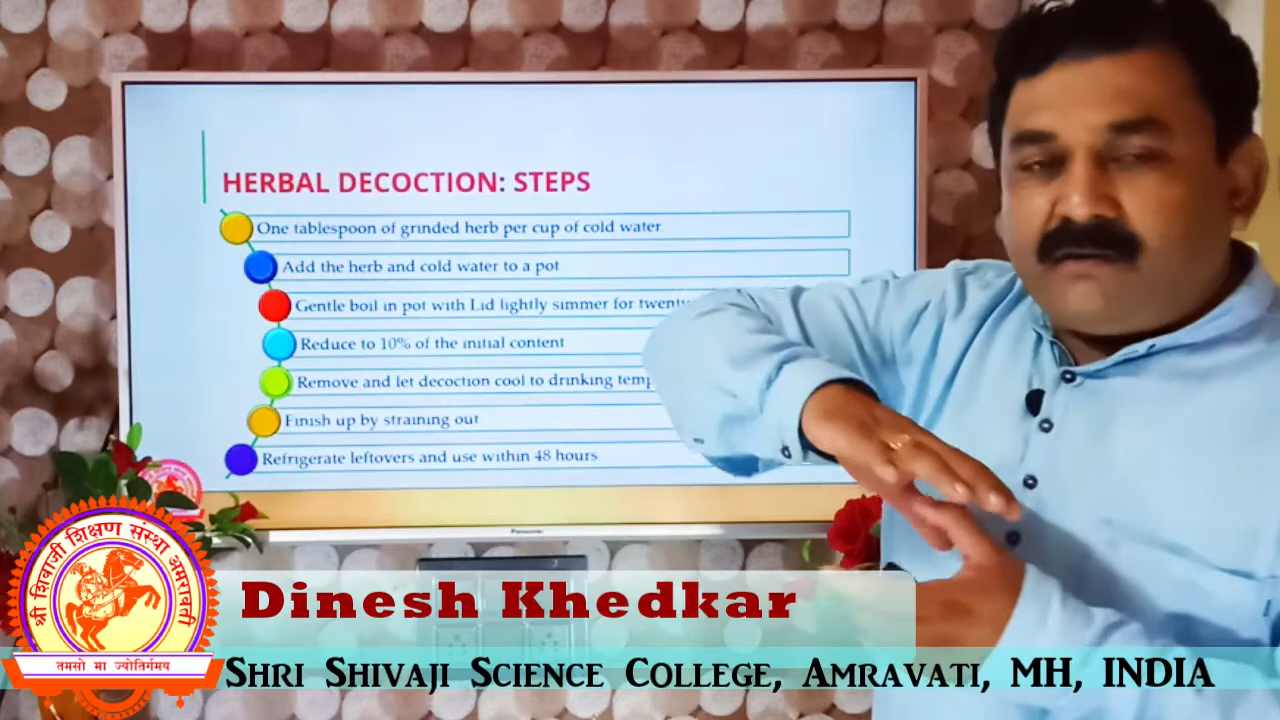 HERBAL DECOCTION: STEPS
One tablespoon of grinded herb per cup of cold water
Add the herb and cold water to a pot
Gentle boil in pot with Lid lightly simmer for twenty
Reduce to 10% of the initial content
Remove and let decoction cool to drinking temp
Finish up by straining out
Refrigerate leftovers and use within 48 hours
Panasonic
श्री शिवाजी शिक्षण संस्था अमरावती
तमसो मा ज्योतिर्गमय
Dinesh Khedkar
SHRI SHIVAJI SCIENCE COLLEGE, AMRAVATI, MH, INDIA